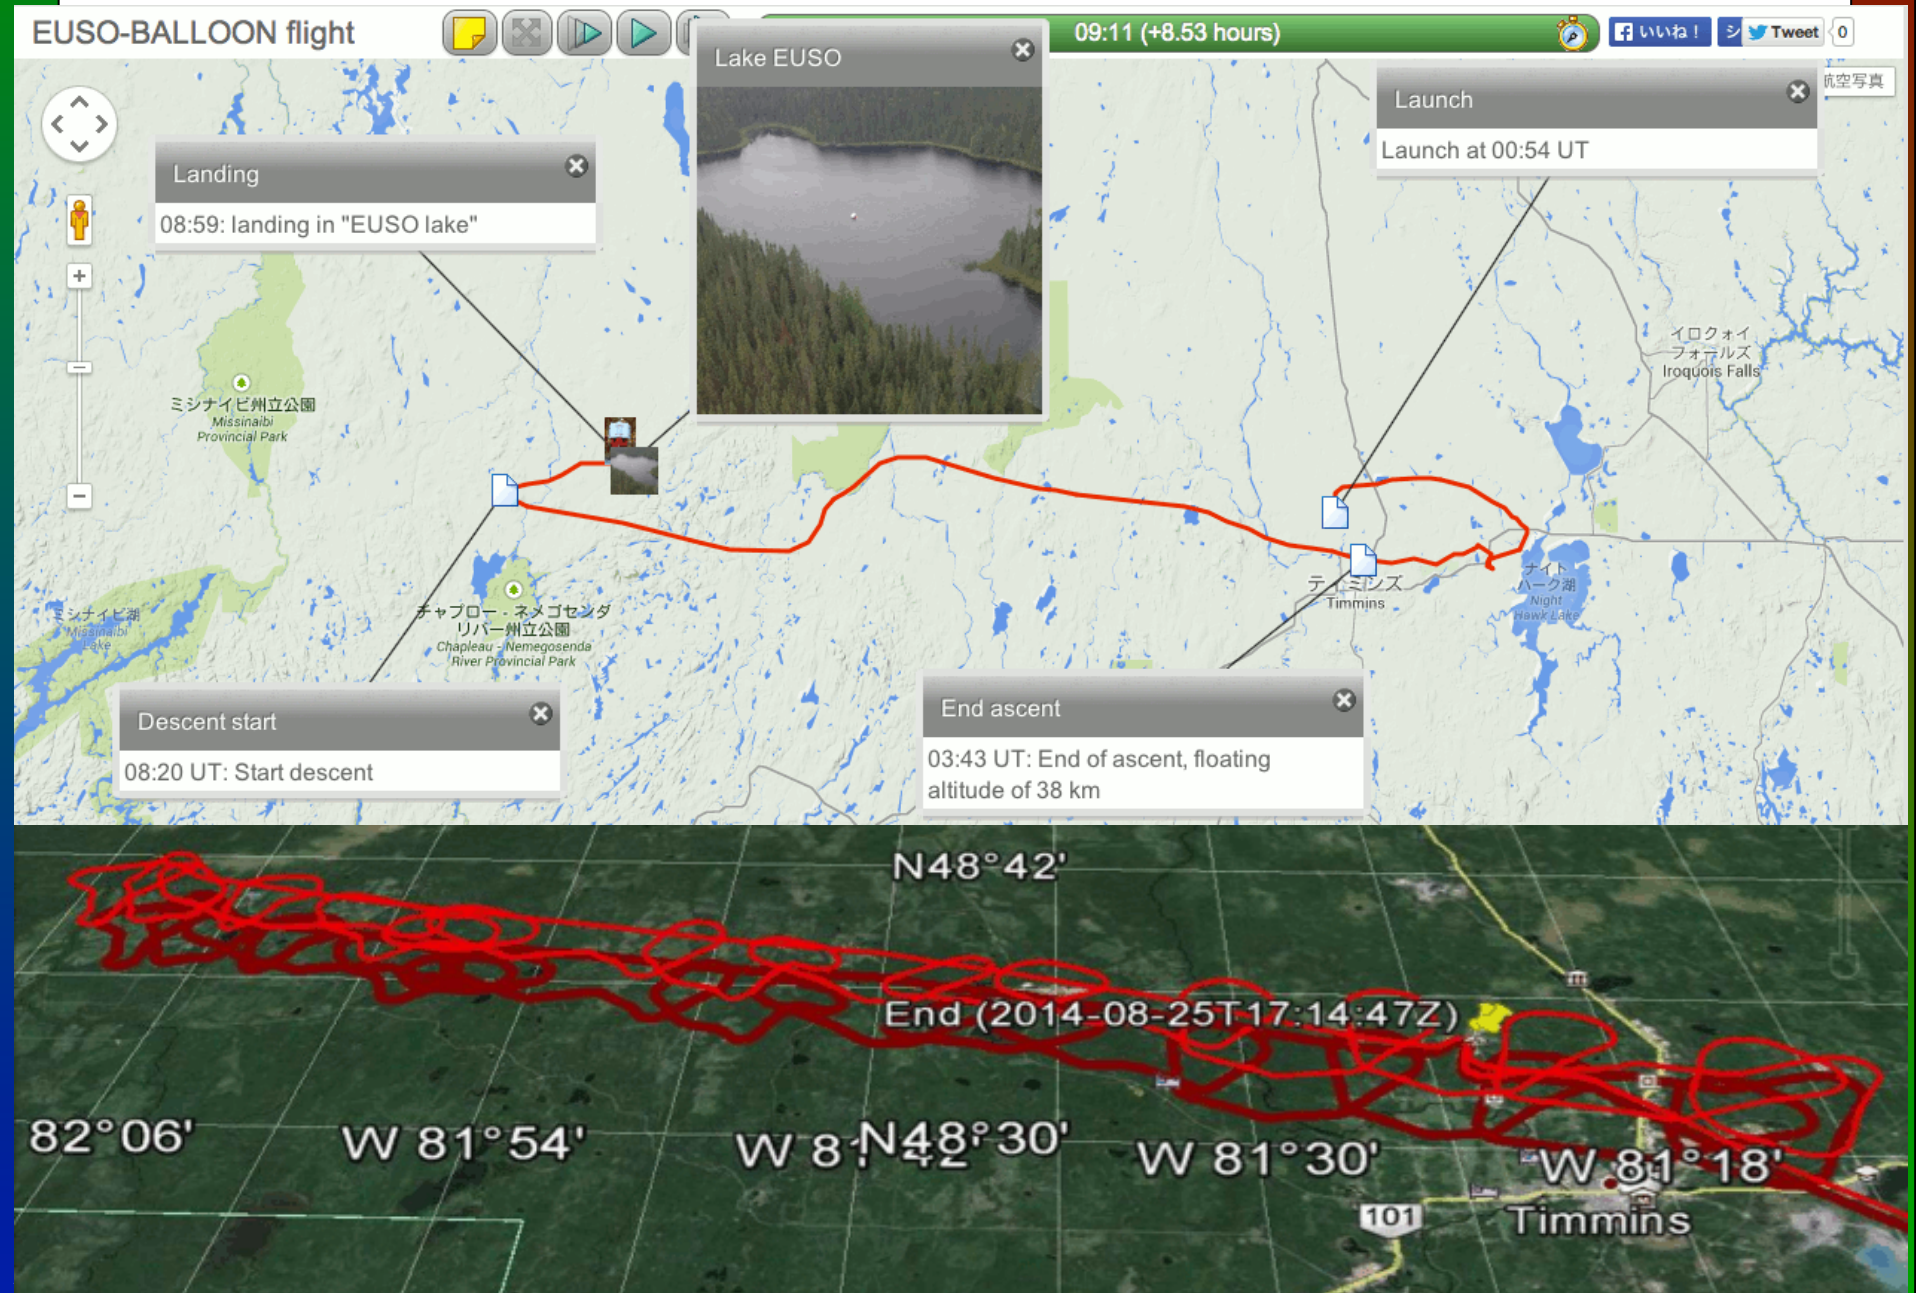 EUSO-BALLOON flight
09:11 (+8.53 hours)
いいね！
シ
Tweet
0
Lake EUSO
Launch
Launch at 00:54 UT
航空写真
Landing
08:59: landing in "EUSO lake"
イロクォイ
フォールズ
Iroquois Falls
ミシナイビ州立公園
Missinaibi
Provincial Park
ミシナイビ湖
Missinaibi
Lake
チャプロー - ネメゴセンダ
リバー州立公園
Chapleau - Nemegosenda
River Provincial Park
ティミンズ
Timmins
ナイト
ハーク湖
Night
Hawk Lake
Descent start
08:20 UT: Start descent
End ascent
03:43 UT: End of ascent, floating
altitude of 38 km
N48°42'
End (2014-08-25T17:14:47Z)
82°06'
W 81°54'
W 81°42'
N48°30'
W 81°30'
W 81°18'
101
Timmins